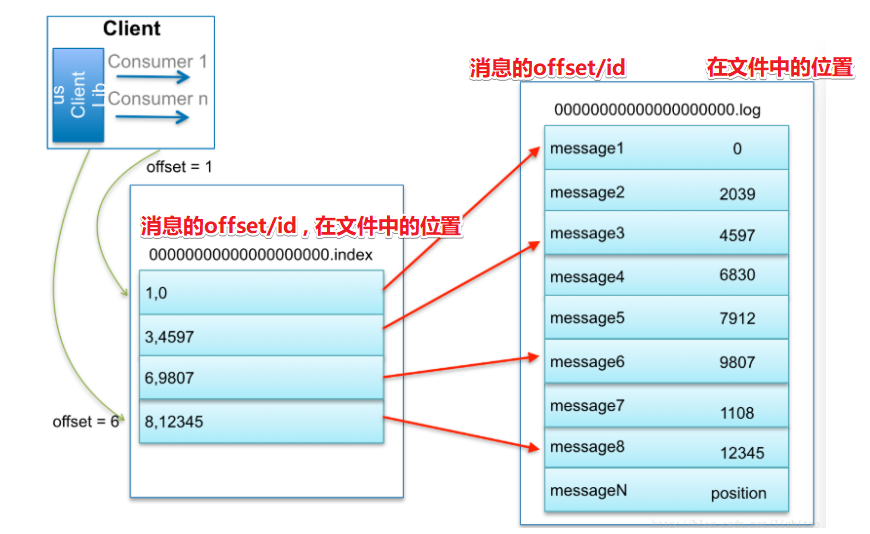 Client
us
Client
Lib
Consumer 1
Consumer n
offset = 1
offset = 6
消息的offset/id，在文件中的位置
00000000000000000000.index
1,0
3,4597
6,9807
8,12345
消息的offset/id 在文件中的位置
00000000000000000000.log
message1 0
message2 2039
message3 4597
message4 6830
message5 7912
message6 9807
message7 1108
message8 12345
messageN position